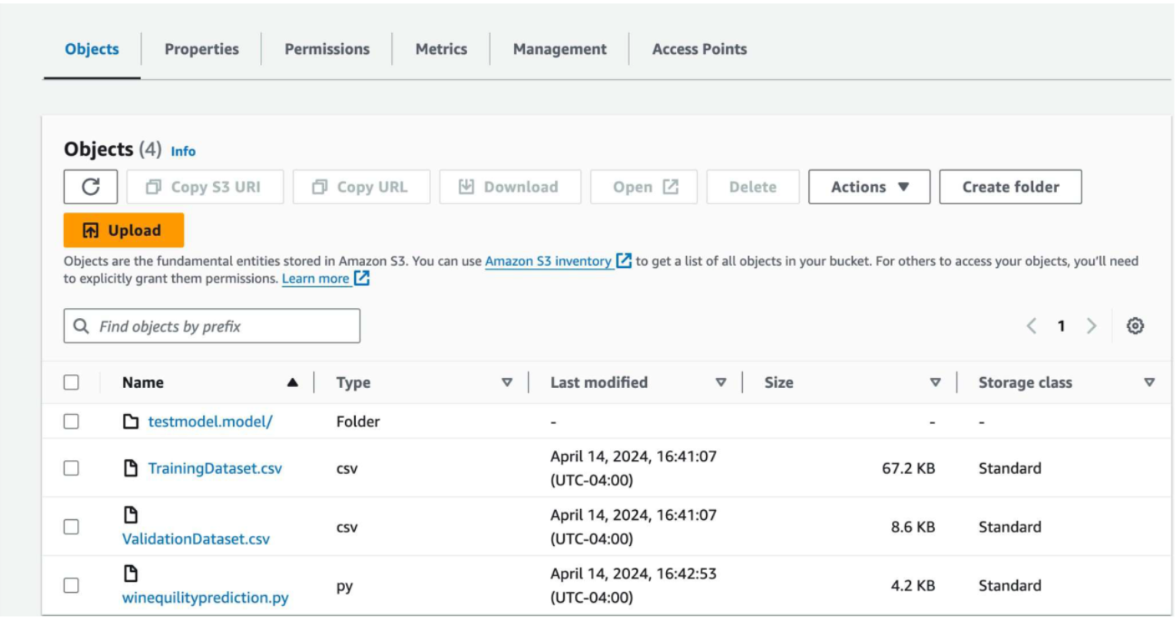 Objects Properties Permissions Metrics Management Access Points
Objects (4) Info
Copy S3 URI Copy URL Download Open Delete Actions Create folder
Upload
Objects are the fundamental entities stored in Amazon S3. You can use Amazon S3 inventory to get a list of all objects in your bucket. For others to access your objects, you'll need
to explicitly grant them permissions. Learn more
Find objects by prefix 1
Name Type Last modified Size Storage class
testmodel.model/ Folder - - -
TrainingDataset.csv csv April 14, 2024, 16:41:07 (UTC-04:00) 67.2 KB Standard
ValidationDataset.csv csv April 14, 2024, 16:41:07 (UTC-04:00) 8.6 KB Standard
winequilityprediction.py py April 14, 2024, 16:42:53 (UTC-04:00) 4.2 KB Standard